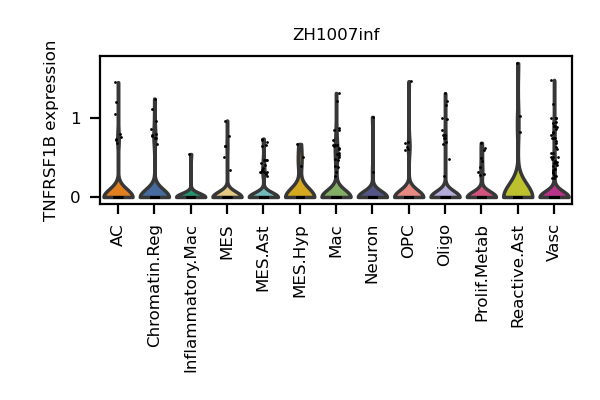 ZH1007inf
TNFRSF1B expression
1
0
AC
Chromatin.Reg
Inflammatory.Mac
MES
MES.Ast
MES.Hyp
Mac
Neuron
OPC
Oligo
Prolif.Metab
Reactive.Ast
Vasc